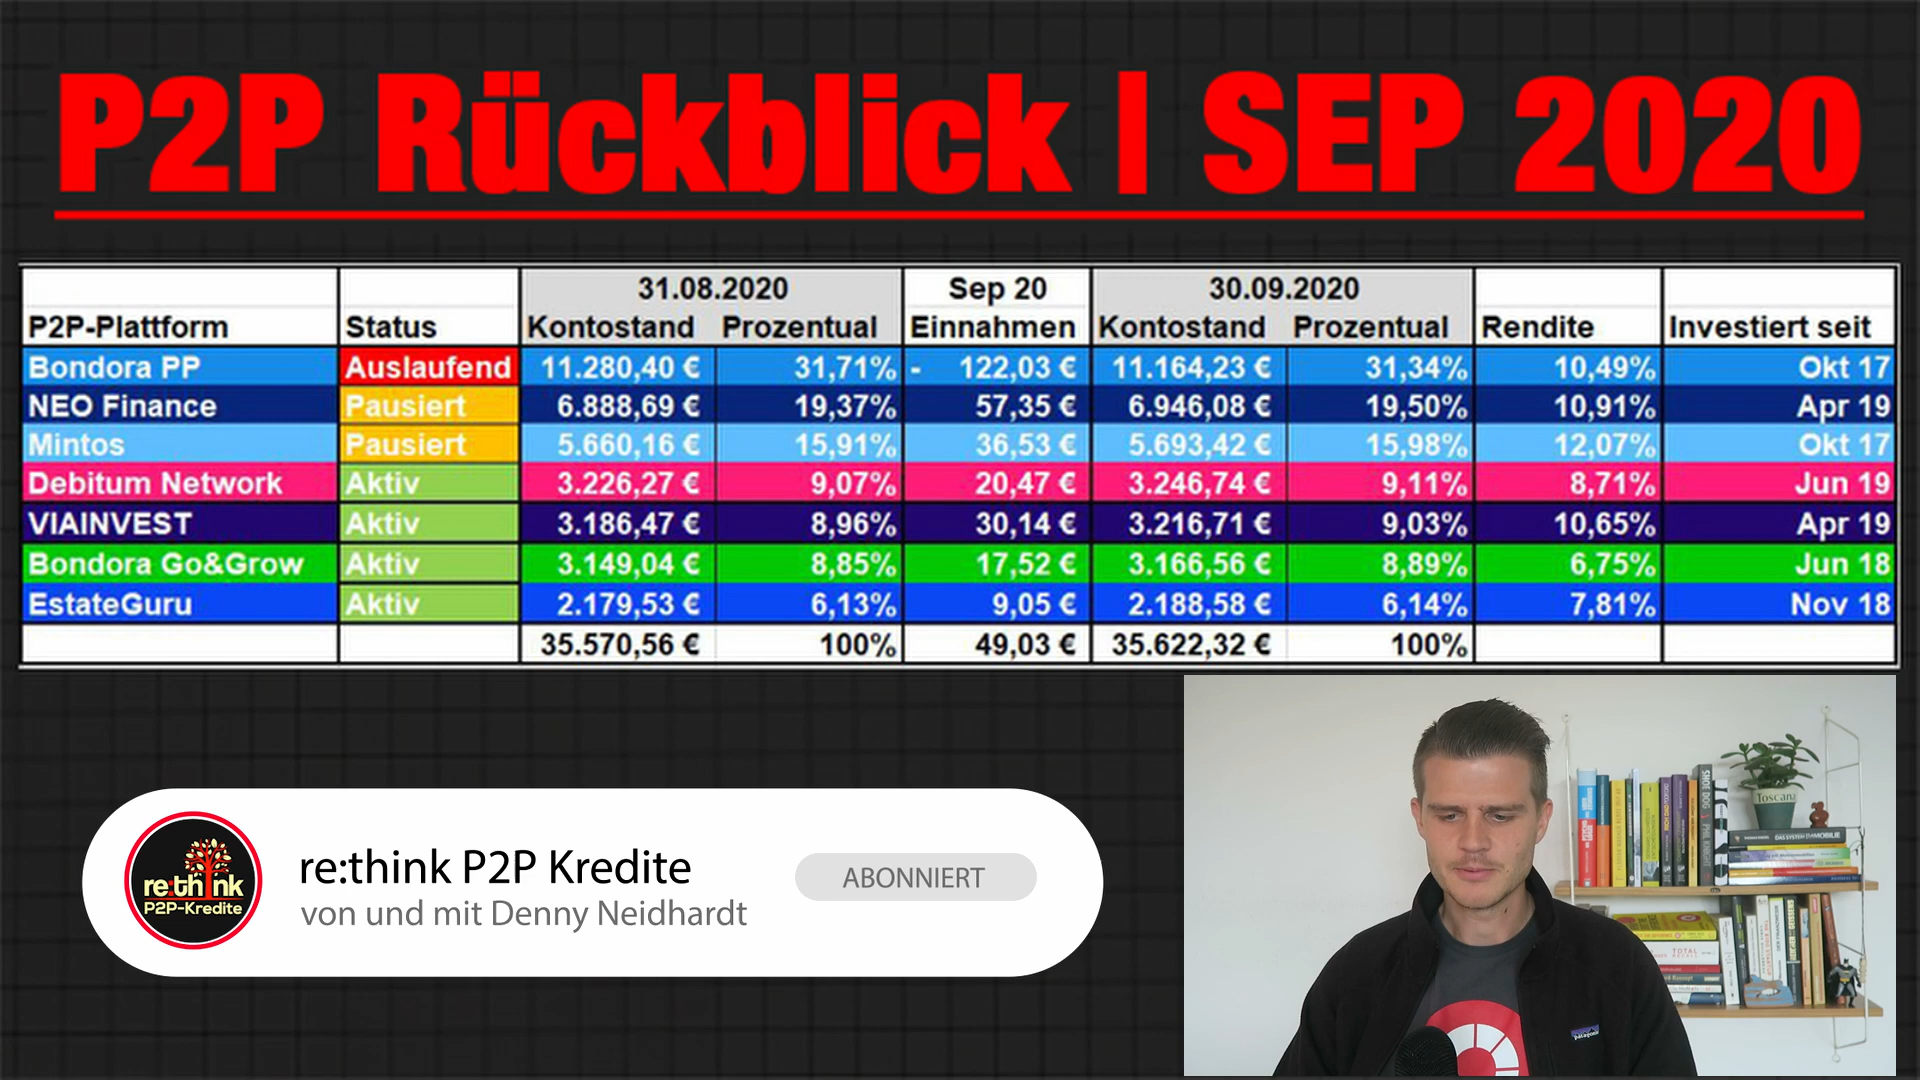 P2P Rückblick | SEP 2020
31.08.2020 Sep 20 30.09.2020
P2P-Plattform Status Kontostand Prozentual Einnahmen Kontostand Prozentual Rendite Investiert seit
Bondora PP Auslaufend 11.280,40 € 31,71% - 122,03 € 11.164,23 € 31,34% 10,49% Okt 17
NEO Finance Pausiert 6.888,69 € 19,37% 57,35 € 6.946,08 € 19,50% 10,91% Apr 19
Mintos Pausiert 5.660,16 € 15,91% 36,53 € 5.693,42 € 15,98% 12,07% Okt 17
Debitum Network Aktiv 3.226,27 € 9,07% 20,47 € 3.246,74 € 9,11% 8,71% Jun 19
VIAINVEST Aktiv 3.186,47 € 8,96% 30,14 € 3.216,71 € 9,03% 10,65% Apr 19
Bondora Go&Grow Aktiv 3.149,04 € 8,85% 17,52 € 3.166,56 € 8,89% 6,75% Jun 18
EstateGuru Aktiv 2.179,53 € 6,13% 9,05 € 2.188,58 € 6,14% 7,81% Nov 18
35.570,56 € 100% 49,03 € 35.622,32 € 100%
re:think
P2P-Kredite
re:think P2P Kredite
von und mit Denny Neidhardt
ABONNIERT
Toscana
SHOE DOG
DAS SYSTEM IMMOBILIE
TOTAL
patagonia